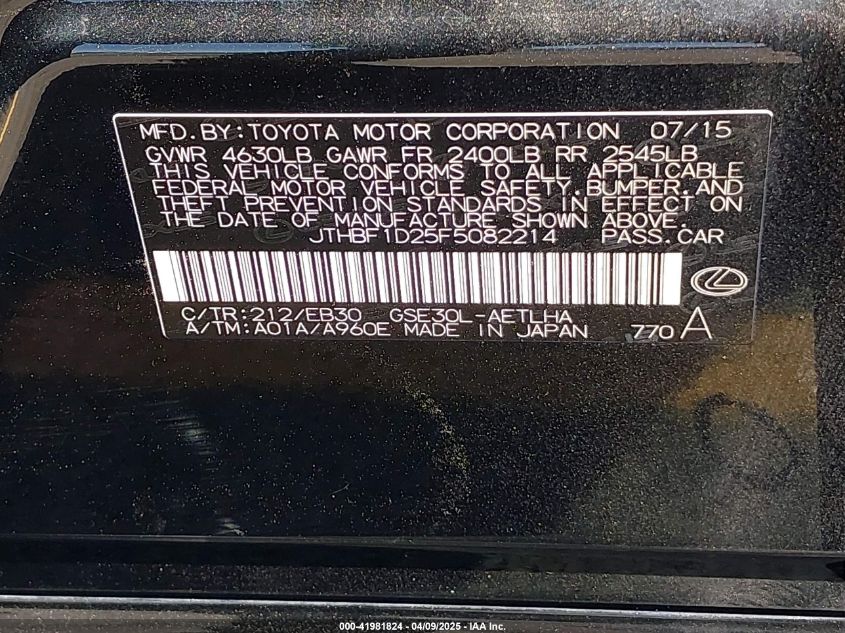 MFD.BY:TOYOTA MOTOR CORPORATION 07/15
GVWR 4630LB GAWR FR 2400LB RR 2545LB
THIS VEHICLE CONFORMS TO ALL APPLICABLE
FEDERAL MOTOR VEHICLE SAFETY,BUMPER,AND
THEFT PREVENTION STANDARDS IN EFFECT ON
THE DATE OF MANUFACTURE SHOWN ABOVE.
JTHBF1D25F5082214 PASS.CAR
C/TR:212/EB30 GSE30L-AETLHA
A/TM:A01A/A960E MADE IN JAPAN 770 A
000-41981824 - 04/09/2025 - IAA Inc.